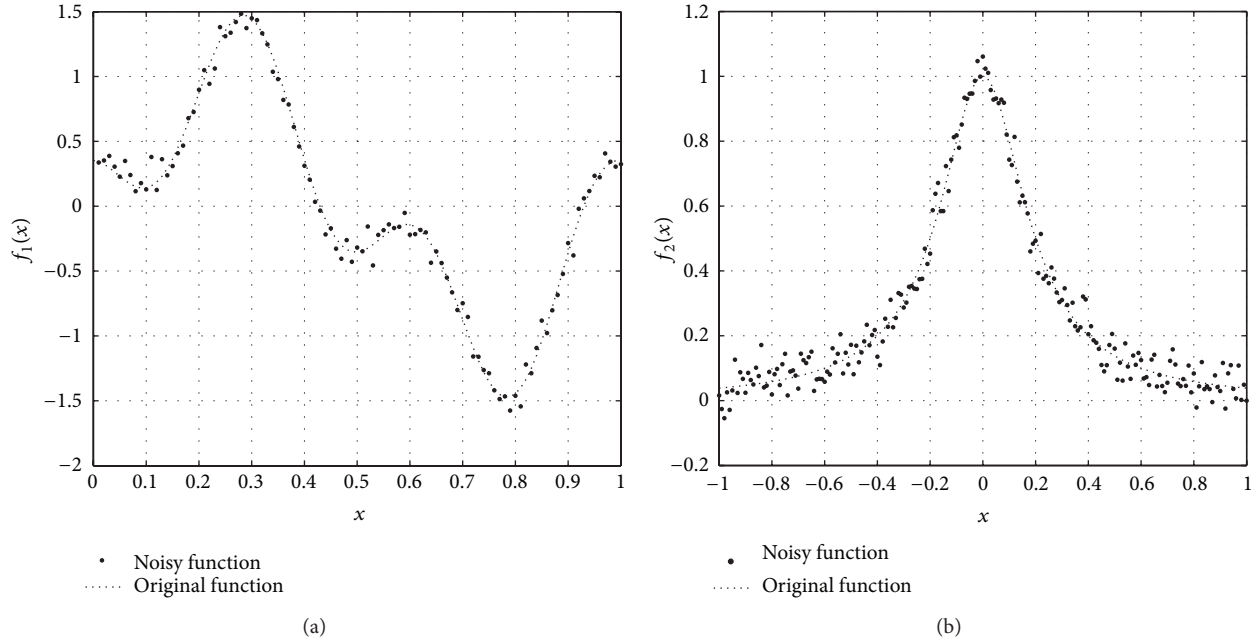 1.5
1
0.5
0
−0.5
−1
−1.5
−2
f1(x)
0 0.1 0.2 0.3 0.4 0.5 0.6 0.7 0.8 0.9 1
x
Noisy function
Original function
(a)
1.2
1
0.8
0.6
0.4
0.2
0
−0.2
f2(x)
−1 −0.8 −0.6 −0.4 −0.2 0 0.2 0.4 0.6 0.8 1
x
Noisy function
Original function
(b)